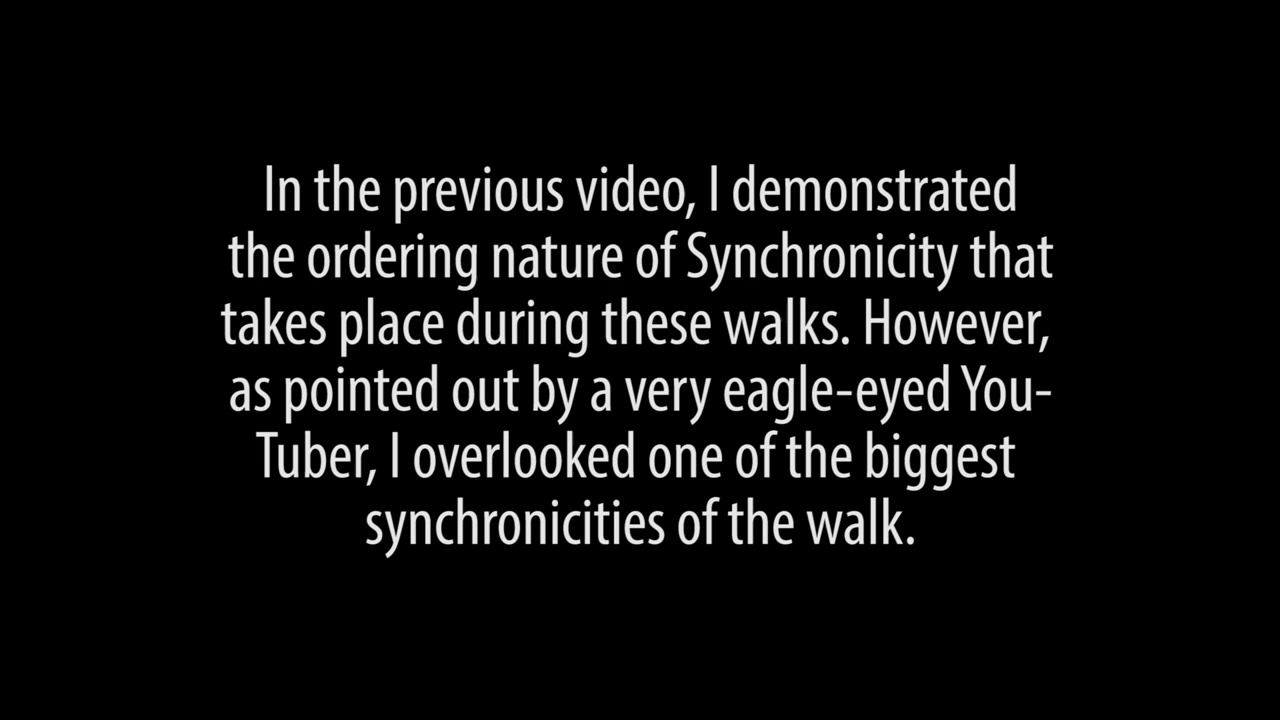 In the previous video, I demonstrated
the ordering nature of Synchronicity that
takes place during these walks. However,
as pointed out by a very eagle-eyed You-
Tuber, I overlooked one of the biggest
synchronicities of the walk.